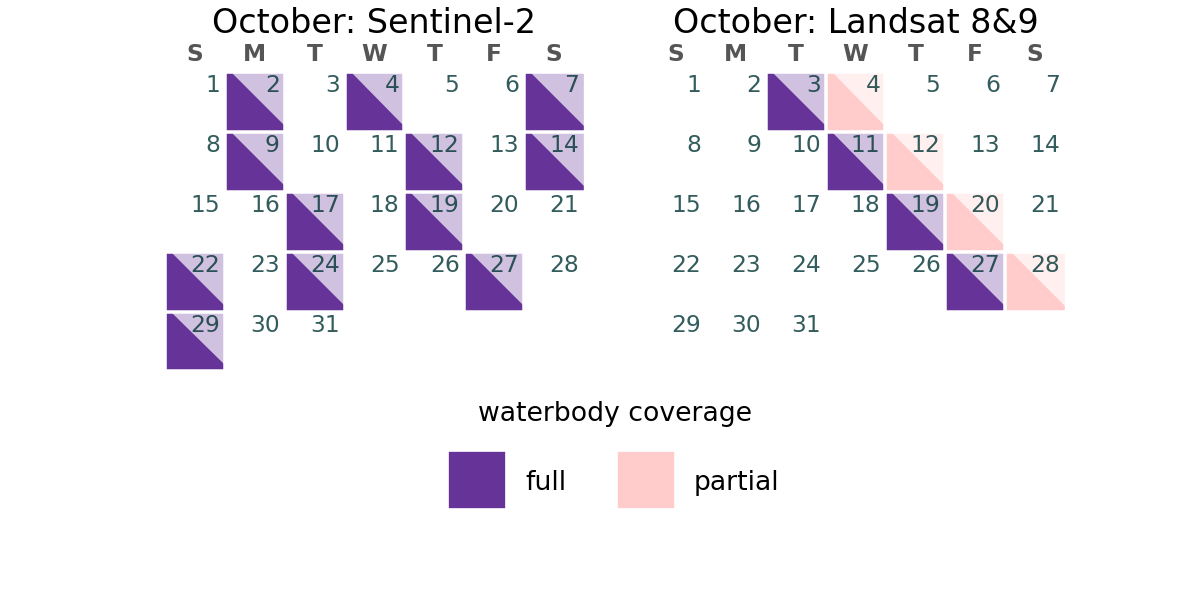 October: Sentinel-2
S M T W T F S
1 2 3 4 5 6 7
8 9 10 11 12 13 14
15 16 17 18 19 20 21
22 23 24 25 26 27 28
29 30 31
October: Landsat 8&9
S M T W T F S
1 2 3 4 5 6 7
8 9 10 11 12 13 14
15 16 17 18 19 20 21
22 23 24 25 26 27 28
29 30 31
waterbody coverage
full partial